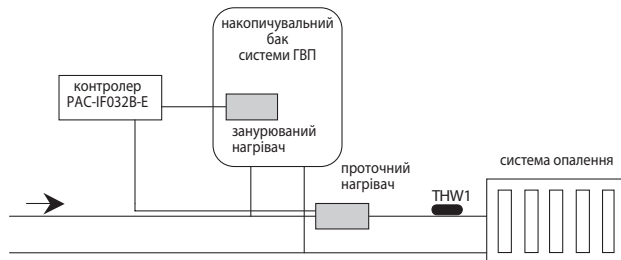 накопичувальний
бак
системи ГВП
контролер
PAC-IF032B-E
занурюваний
нагрівач
проточний
нагрівач
THW1
система опалення